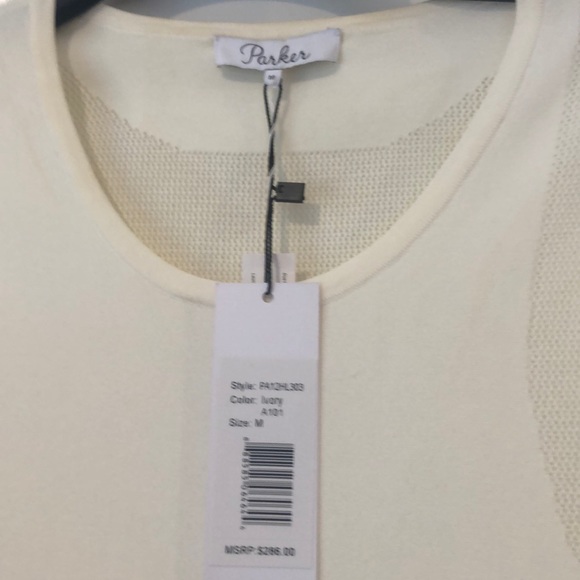 Parker
M
Style: PA12HL303
Color: Ivory
A101
Size: M
MSRP:$286.00